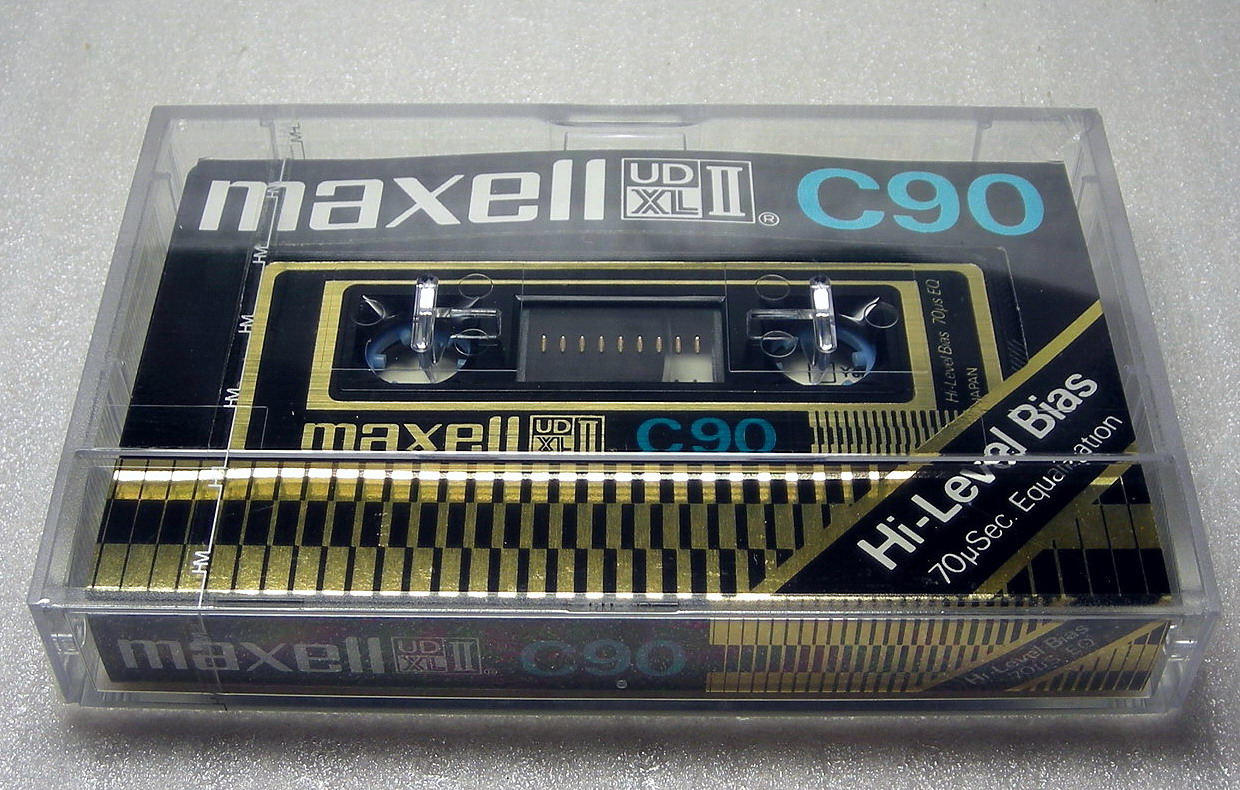 maxell UD XL II ® C90
Hi-Level Bias 70μs EQ
JAPAN
maxell UD XL II C90
Hi-Level Bias
70μSec. Equalization
maxell UD XL II ® C90
Hi-Level Bias
70μS EQ